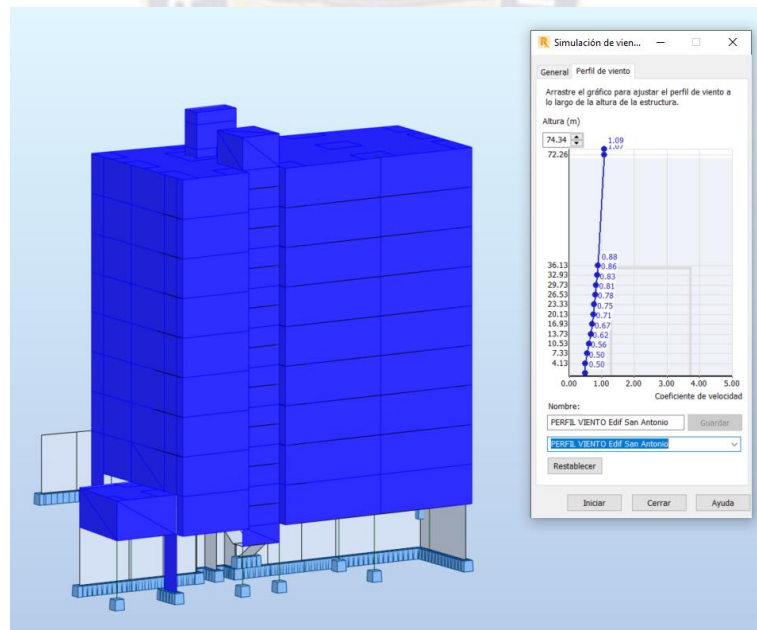 Simulación de vien...
General Perfil de viento
Arrastre el gráfico para ajustar el perfil de viento a
lo largo de la altura de la estructura.
Altura (m)
74.34
1.09
1.07
72.26
0.88
36.13
0.86
32.93
0.83
29.73
0.81
26.53
0.78
23.33
0.75
20.13
0.71
16.93
0.67
13.73
0.62
10.53
0.56
7.33
0.50
4.13
0.50
0.00 1.00 2.00 3.00 4.00 5.00
Coeficiente de velocidad
Nombre:
PERFIL VIENTO Edif San Antonio Guardar
PERFIL VIENTO Edif San Antonio
Restablecer
Iniciar Cerrar Ayuda